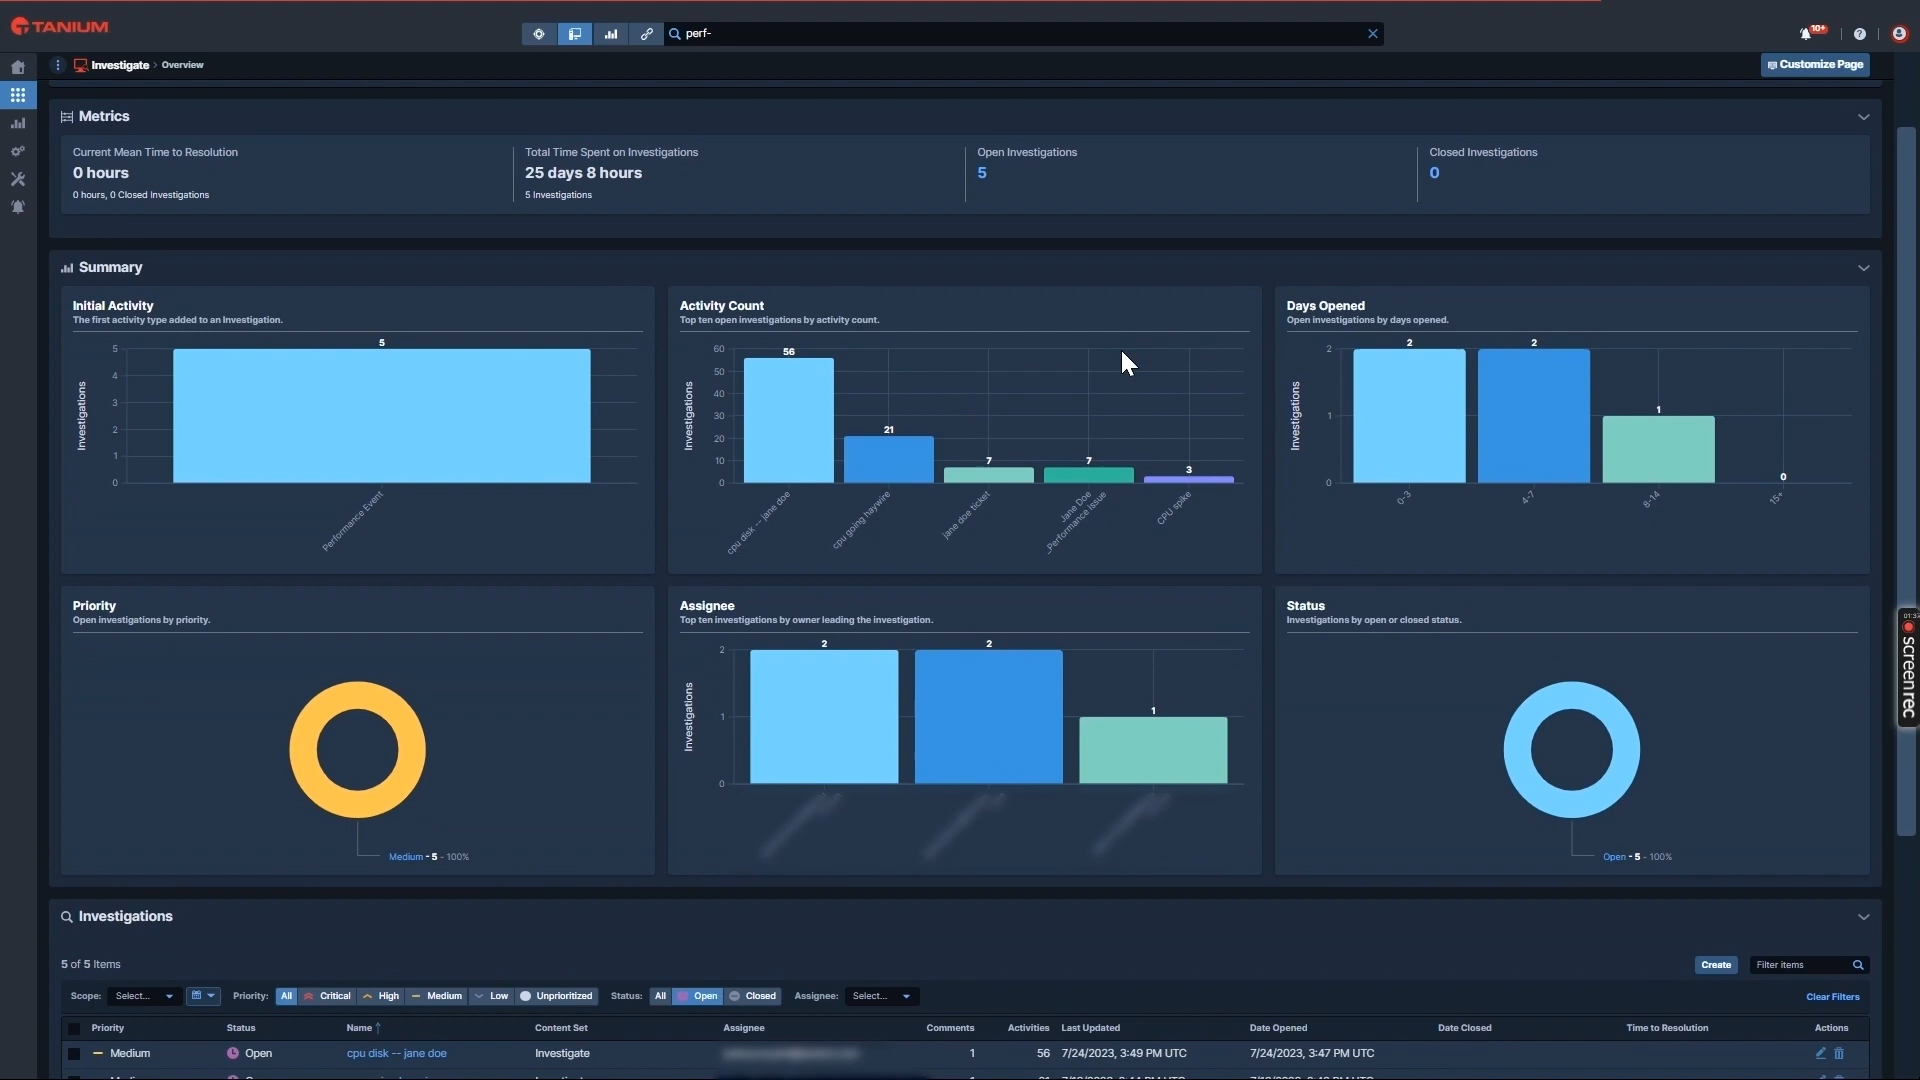 TANIUM
perf-
10+
Investigate > Overview
Customize Page
Metrics
Current Mean Time to Resolution
0 hours
0 hours, 0 Closed Investigations
Total Time Spent on Investigations
25 days 8 hours
5 Investigations
Open Investigations
5
Closed Investigations
0
Summary
Initial Activity
The first activity type added to an Investigation.
5
5
4
3
2
1
0
Investigations
Performance Event
Activity Count
Top ten open investigations by activity count.
60
50
40
30
20
10
0
Investigations
56
21
7
7
3
cpu disk -- jane doe
cpu going haywire
jane doe ticket
Jane Doe
_Performance Issue
CPU spike
Days Opened
Open investigations by days opened.
2
1
0
Investigations
2
2
1
0
0-3
4-7
8-14
15+
Priority
Open investigations by priority.
Medium - 5 - 100%
Assignee
Top ten investigations by owner leading the investigation.
2
1
0
Investigations
2
2
1
Status
Investigations by open or closed status.
Open - 5 - 100%
screenrec
Investigations
5 of 5 Items
Create
Filter items
Scope: Select... Priority: All Critical High Medium Low Unprioritized Status: All Open Closed Assignee: Select... Clear Filters
Priority Status Name ↑ Content Set Assignee Comments Activities Last Updated Date Opened Date Closed Time to Resolution Actions
Medium Open cpu disk -- jane doe Investigate 1 56 7/24/2023, 3:49 PM UTC 7/24/2023, 3:47 PM UTC